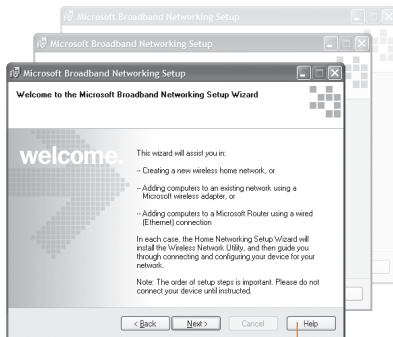 Microsoft Broadband Networking Setup
Microsoft Broadband Networking Setup
Microsoft Broadband Networking Setup
Welcome to the Microsoft Broadband Networking Setup Wizard
welcome.
This wizard will assist you in:
-- Creating a new wireless home network, or
-- Adding computers to an existing network using a
Microsoft wireless adapter, or
-- Adding computers to a Microsoft Router using a wired
(Ethernet) connection
In each case, the Home Networking Setup Wizard will
install the Wireless Network Utility, and then guide you
through connecting and configuring your device for your
network.
Note: The order of setup steps is important. Please do not
connect your device until instructed.
< Back Next > Cancel Help